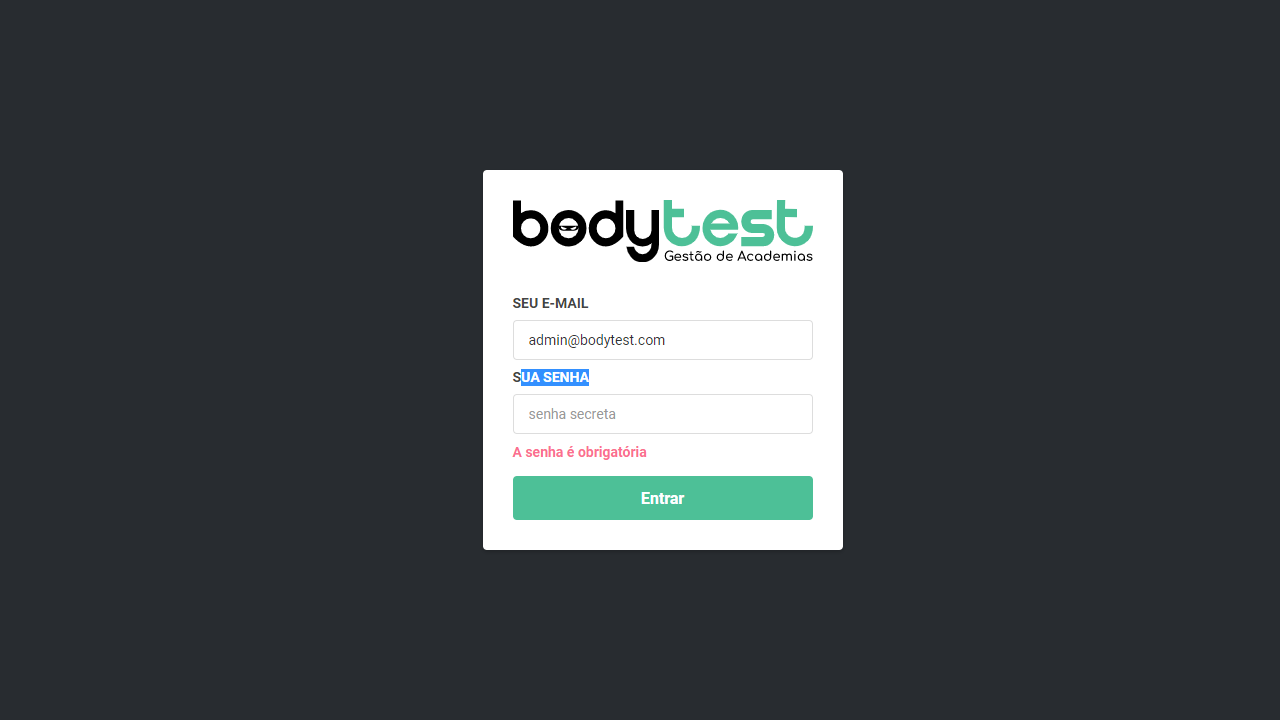 bodytest
Gestão de Academias
SEU E-MAIL
admin@bodytest.com
SUA SENHA
senha secreta
A senha é obrigatória
Entrar